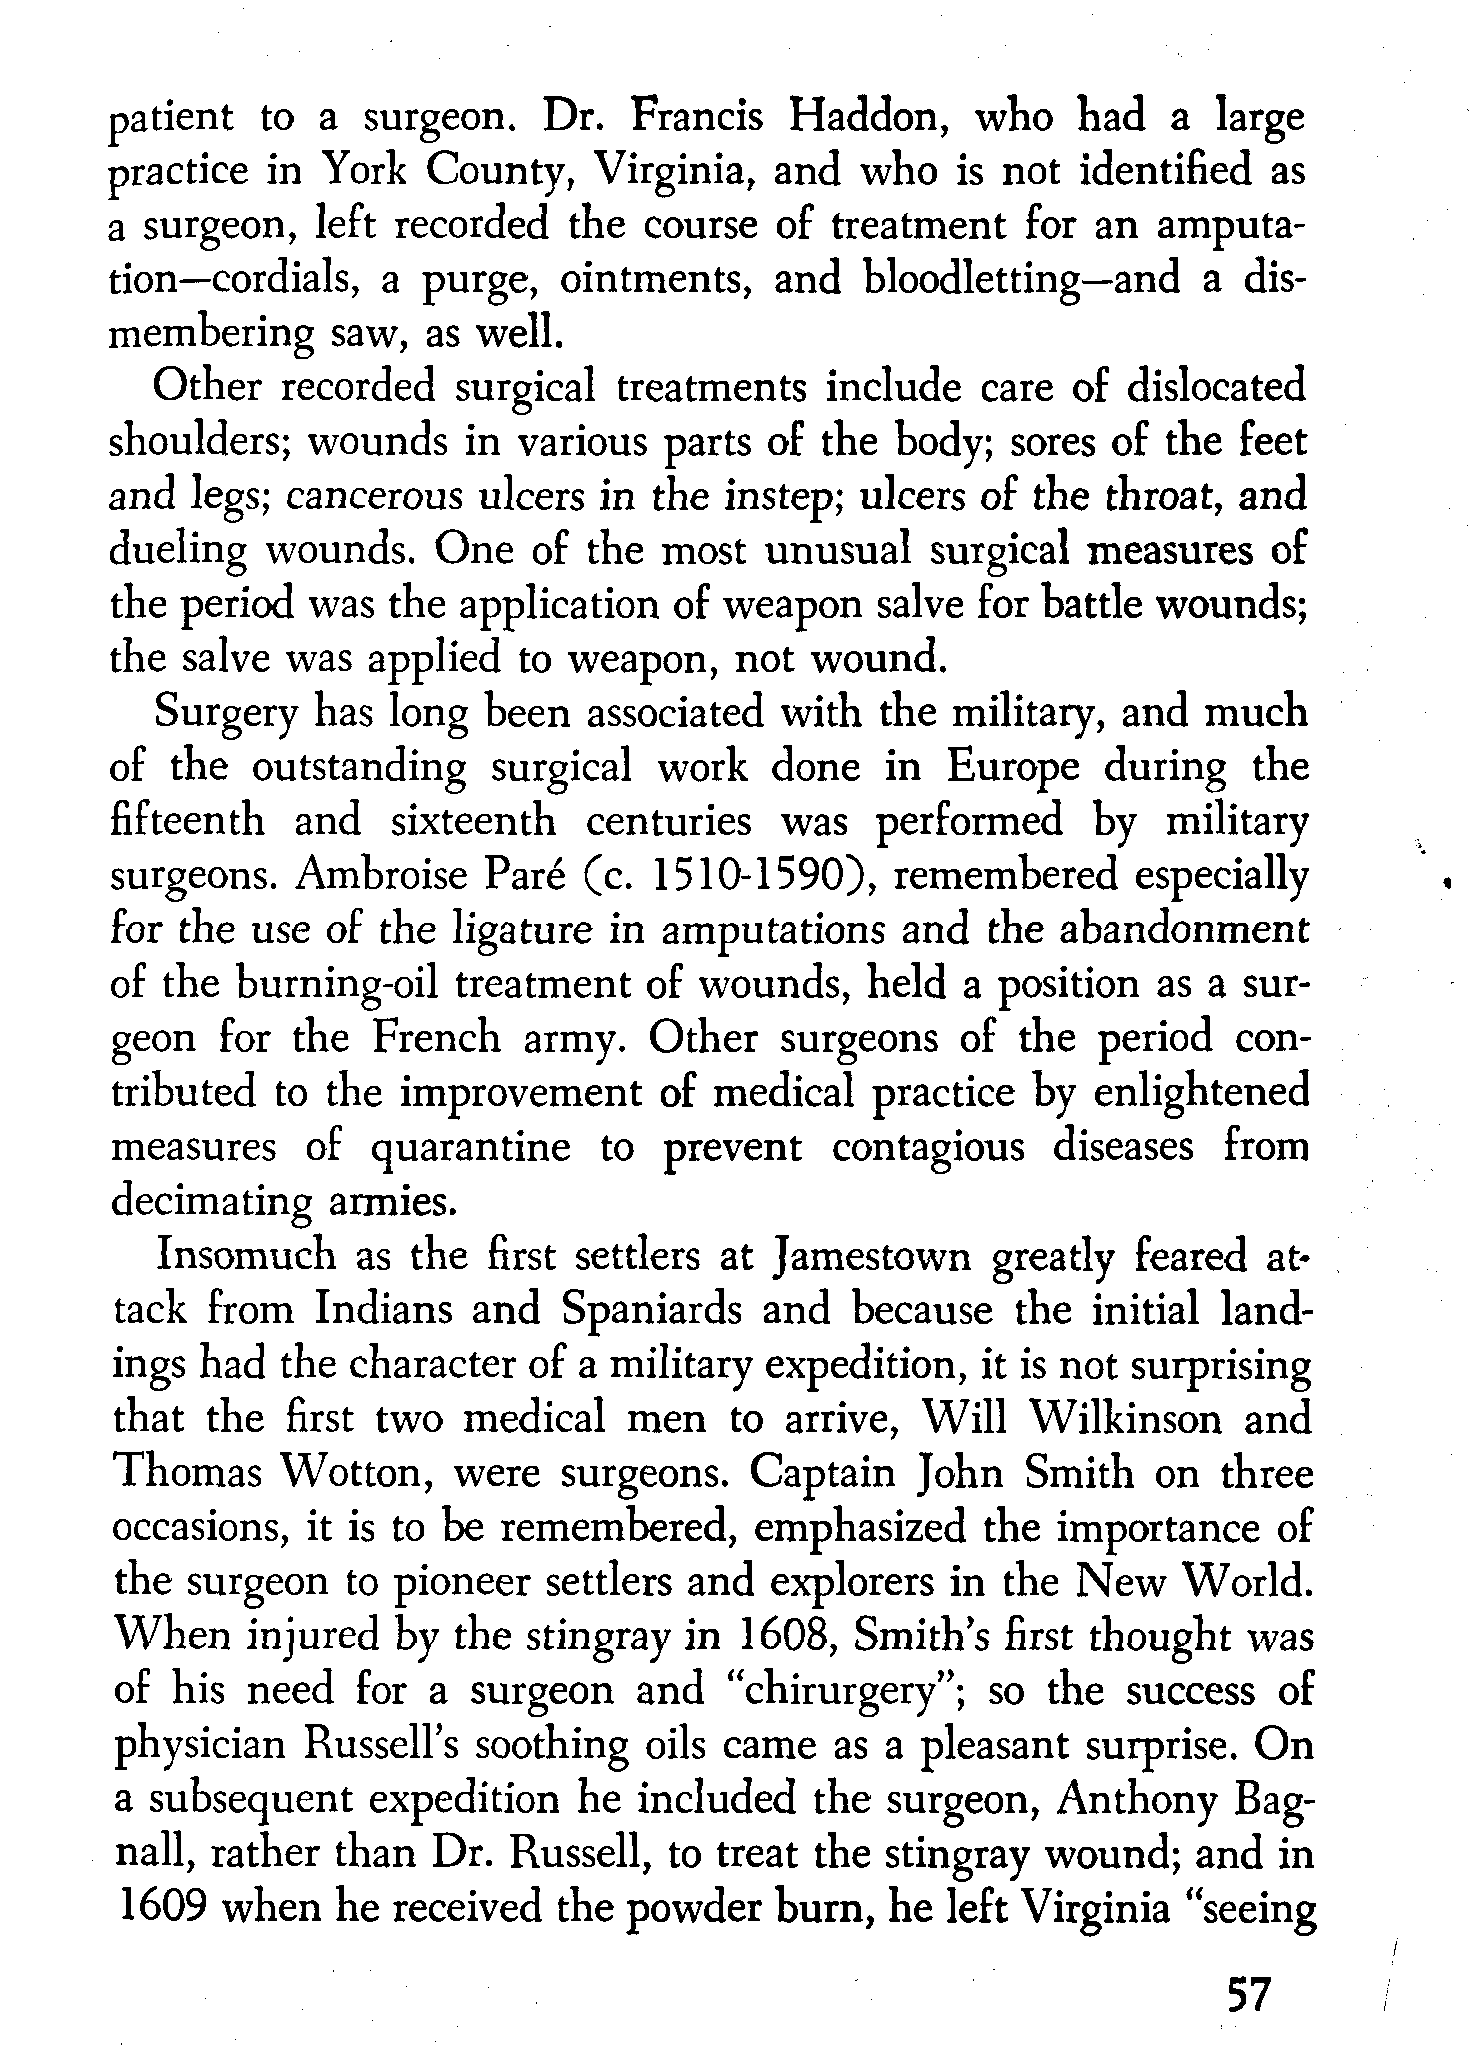 patient to a surgeon. Dr. Francis Haddon, who had a large
practice in York County, Virginia, and who is not identified as
a surgeon, left recorded the course of treatment for an amputa-
tion—cordials, a purge, ointments, and bloodletting—and a dis-
membering saw, as well.
Other recorded surgical treatments include care of dislocated
shoulders; wounds in various parts of the body; sores of the feet
and legs; cancerous ulcers in the instep; ulcers of the throat, and
dueling wounds. One of the most unusual surgical measures of
the period was the application of weapon salve for battle wounds;
the salve was applied to weapon, not wound.
Surgery has long been associated with the military, and much
of the outstanding surgical work done in Europe during the
fifteenth and sixteenth centuries was performed by military
surgeons. Ambroise Paré (c. 1510-1590), remembered especially
for the use of the ligature in amputations and the abandonment
of the burning-oil treatment of wounds, held a position as a sur-
geon for the French army. Other surgeons of the period con-
tributed to the improvement of medical practice by enlightened
measures of quarantine to prevent contagious diseases from
decimating armies.
Insomuch as the first settlers at Jamestown greatly feared at-
tack from Indians and Spaniards and because the initial land-
ings had the character of a military expedition, it is not surprising
that the first two medical men to arrive, Will Wilkinson and
Thomas Wotton, were surgeons. Captain John Smith on three
occasions, it is to be remembered, emphasized the importance of
the surgeon to pioneer settlers and explorers in the New World.
When injured by the stingray in 1608, Smith's first thought was
of his need for a surgeon and "chirurgery"; so the success of
physician Russell's soothing oils came as a pleasant surprise. On
a subsequent expedition he included the surgeon, Anthony Bag-
nall, rather than Dr. Russell, to treat the stingray wound; and in
1609 when he received the powder burn, he left Virginia "seeing
57